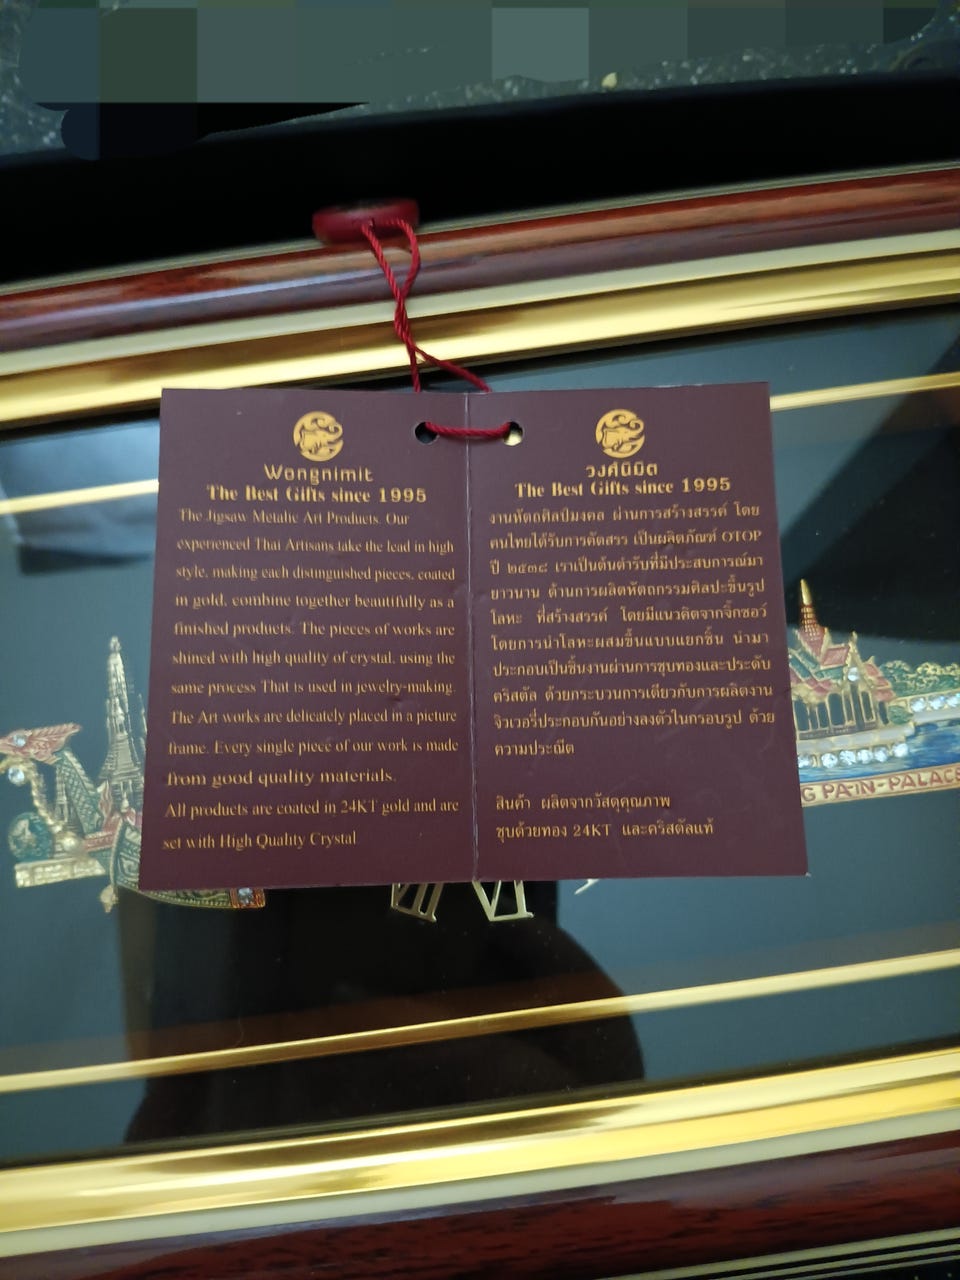 Wongnimit
The Best Gifts since 1995
The Jigsaw Metalic Art Products. Our
experienced Thai Artisans take the lead in high
style, making each distinguished pieces, coated
in gold, combine together beautifully as a
finished products. The pieces of works are
shined with high quality of crystal, using the
same process That is used in jewelry-making.
The Art works are delicately placed in a picture
frame. Every single piece of our work is made
from good quality materials.
All products are coated in 24KT gold and are
set with High Quality Crystal
วงศ์นิมิต
The Best Gifts since 1995
งานหัตถศิลป์มงคล ผ่านการสร้างสรรค์ โดย
คนไทยได้รับการคัดสรร เป็นผลิตภัณฑ์ OTOP
ปี ๒๕๓๘ เราเป็นต้นตำรับที่มีประสบการณ์มา
ยาวนาน ด้านการผลิตหัตถกรรมศิลปะขึ้นรูป
โลหะ ที่สร้างสรรค์ โดยมีแนวคิดจากจิ๊กซอว์
โดยการนำโลหะผสมขึ้นแบบแยกชิ้น นำมา
ประกอบเป็นชิ้นงานผ่านการชุบทองและประดับ
คริสตัล ด้วยกระบวนการเดียวกับการผลิตงาน
จิวเวอรี่ประกอบกันอย่างลงตัวในกรอบรูป ด้วย
ความประณีต
สินค้า ผลิตจากวัสดุคุณภาพ
ชุบด้วยทอง 24KT และคริสตัลแท้
G PA-IN-PALACE
VII VI